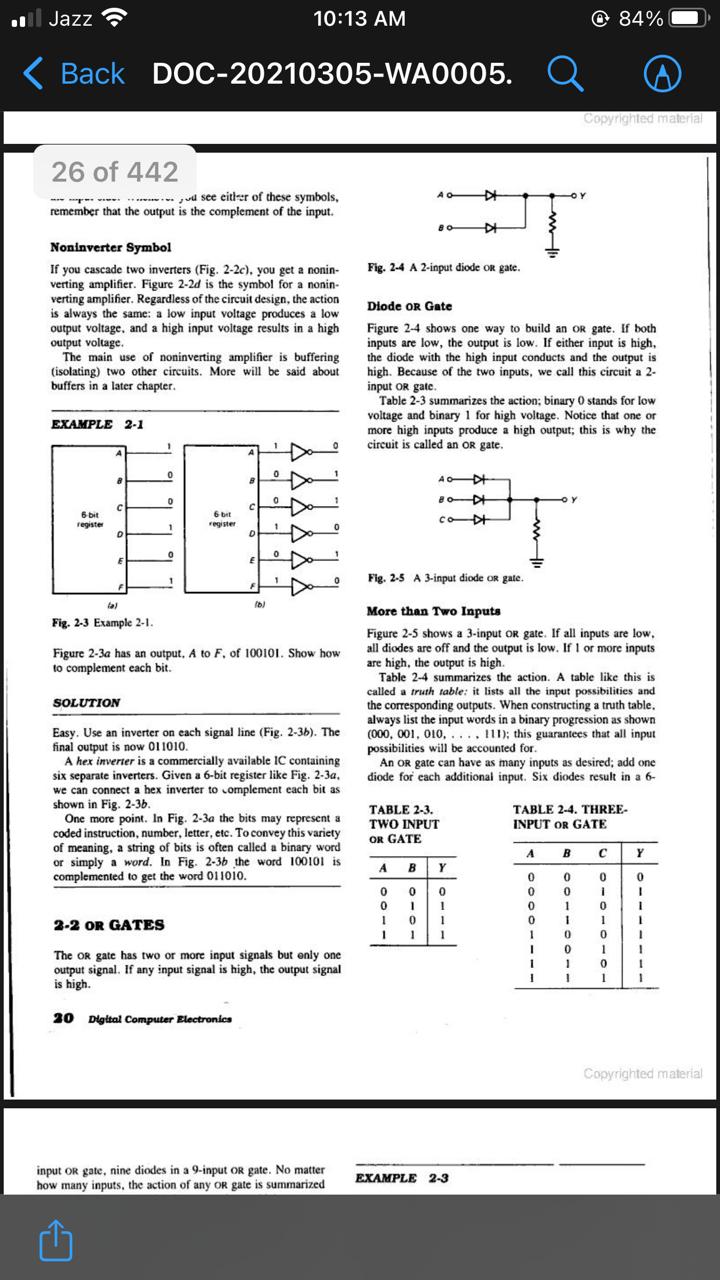 Jazz
10:13 AM
84%
Back
DOC-20210305-WA0005.
Copyrighted material
26 of 442
you see either of these symbols,
remember that the output is the complement of the input.
Noninverter Symbol
If you cascade two inverters (Fig. 2-2c), you get a nonin-
verting amplifier. Figure 2-2d is the symbol for a nonin-
verting amplifier. Regardless of the circuit design, the action
is always the same: a low input voltage produces a low
output voltage, and a high input voltage results in a high
output voltage.
The main use of noninverting amplifier is buffering
(isolating) two other circuits. More will be said about
buffers in a later chapter.
EXAMPLE 2-1
A 1
B 0
C 0
D 1
E 0
F 1
6-bit
register
(a)
A 1 0
B 0 1
C 0 1
D 1 0
E 0 1
F 1 0
6-bit
register
(b)
Fig. 2-3 Example 2-1.
Figure 2-3a has an output, A to F, of 100101. Show how
to complement each bit.
SOLUTION
Easy. Use an inverter on each signal line (Fig. 2-3b). The
final output is now 011010.
A hex inverter is a commercially available IC containing
six separate inverters. Given a 6-bit register like Fig. 2-3a,
we can connect a hex inverter to complement each bit as
shown in Fig. 2-3b.
One more point. In Fig. 2-3a the bits may represent a
coded instruction, number, letter, etc. To convey this variety
of meaning, a string of bits is often called a binary word
or simply a word. In Fig. 2-3b the word 100101 is
complemented to get the word 011010.
2-2 OR GATES
The OR gate has two or more input signals but only one
output signal. If any input signal is high, the output signal
is high.
20 Digital Computer Electronics
A
B
Y
Fig. 2-4 A 2-input diode OR gate.
Diode OR Gate
Figure 2-4 shows one way to build an OR gate. If both
inputs are low, the output is low. If either input is high,
the diode with the high input conducts and the output is
high. Because of the two inputs, we call this circuit a 2-
input OR gate.
Table 2-3 summarizes the action; binary 0 stands for low
voltage and binary 1 for high voltage. Notice that one or
more high inputs produce a high output; this is why the
circuit is called an OR gate.
A
B
C
Y
Fig. 2-5 A 3-input diode OR gate.
More than Two Inputs
Figure 2-5 shows a 3-input OR gate. If all inputs are low,
all diodes are off and the output is low. If 1 or more inputs
are high, the output is high.
Table 2-4 summarizes the action. A table like this is
called a truth table: it lists all the input possibilities and
the corresponding outputs. When constructing a truth table,
always list the input words in a binary progression as shown
(000, 001, 010, . . . , 111); this guarantees that all input
possibilities will be accounted for.
An OR gate can have as many inputs as desired; add one
diode for each additional input. Six diodes result in a 6-
TABLE 2-3.
TWO INPUT
OR GATE
A B Y
0 0 0
0 1 1
1 0 1
1 1 1
TABLE 2-4. THREE-
INPUT OR GATE
A B C Y
0 0 0 0
0 0 1 1
0 1 0 1
0 1 1 1
1 0 0 1
1 0 1 1
1 1 0 1
1 1 1 1
Copyrighted material
input OR gate, nine diodes in a 9-input OR gate. No matter
how many inputs, the action of any OR gate is summarized
EXAMPLE 2-3